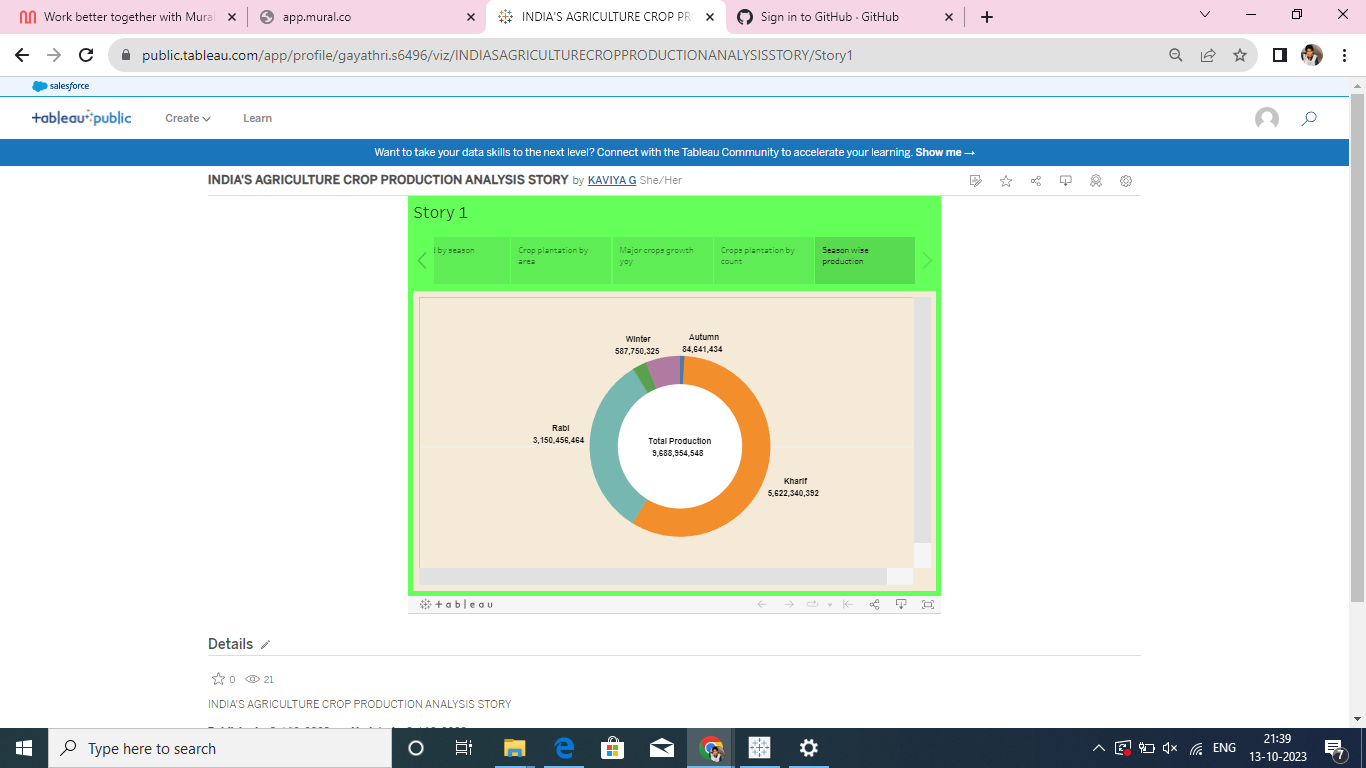 Work better together with Mural
app.mural.co
INDIA'S AGRICULTURE CROP PR
Sign in to GitHub · GitHub
public.tableau.com/app/profile/gayathri.s6496/viz/INDIASAGRICULTURECROPPRODUCTIONANALYSISSTORY/Story1
salesforce
+ableau public
Create
Learn
Want to take your data skills to the next level? Connect with the Tableau Community to accelerate your learning. Show me →
INDIA'S AGRICULTURE CROP PRODUCTION ANALYSIS STORY by KAVIYA G She/Her
Story 1
by season
Crop plantation by
area
Major crops growth
yoy
Crops plantation by
count
Season wise
production
Winter
587,750,325
Autumn
84,641,434
Rabi
3,150,456,464
Total Production
9,688,954,548
Kharif
5,622,340,392
+ a b l e a u
Details
0
21
INDIA'S AGRICULTURE CROP PRODUCTION ANALYSIS STORY
Type here to search
ENG
21:39
13-10-2023
7